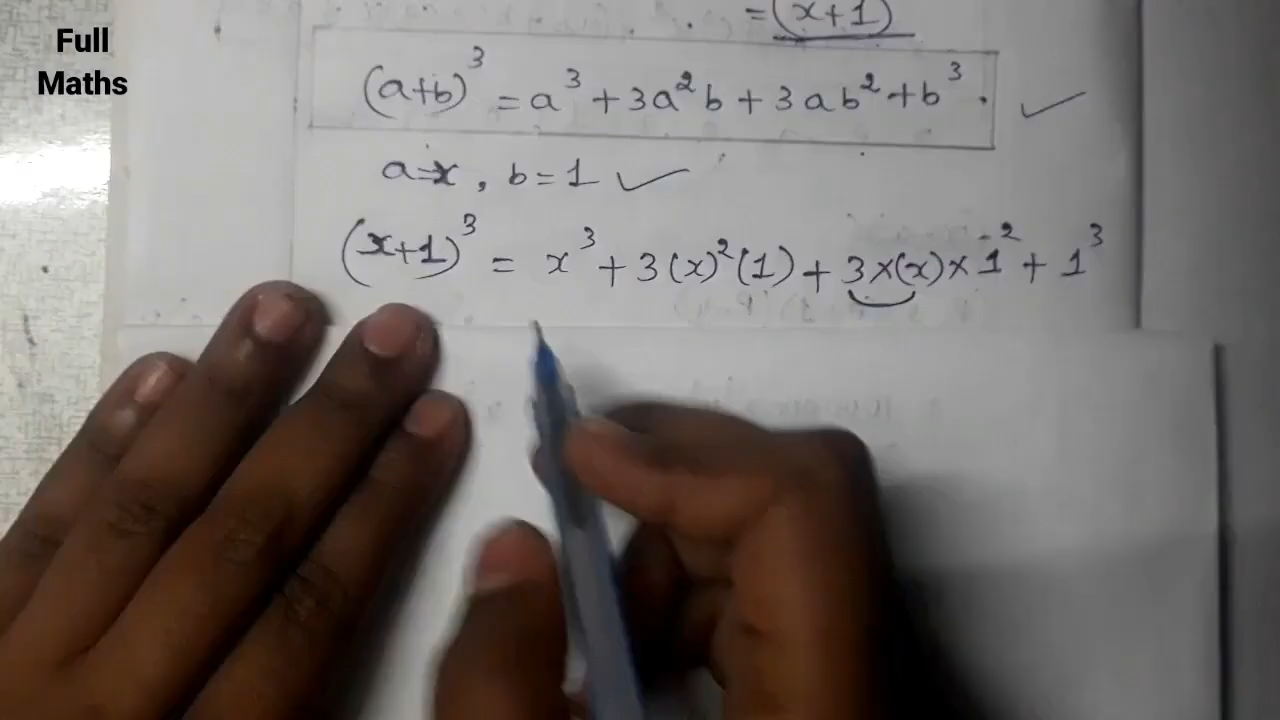 Full
Maths
=(x+1)
(a+b)³ = a³ + 3a²b + 3ab² + b³.
a=x, b=1
(x+1)³ = x³ + 3(x)²(1) + 3×(x)×1² + 1³